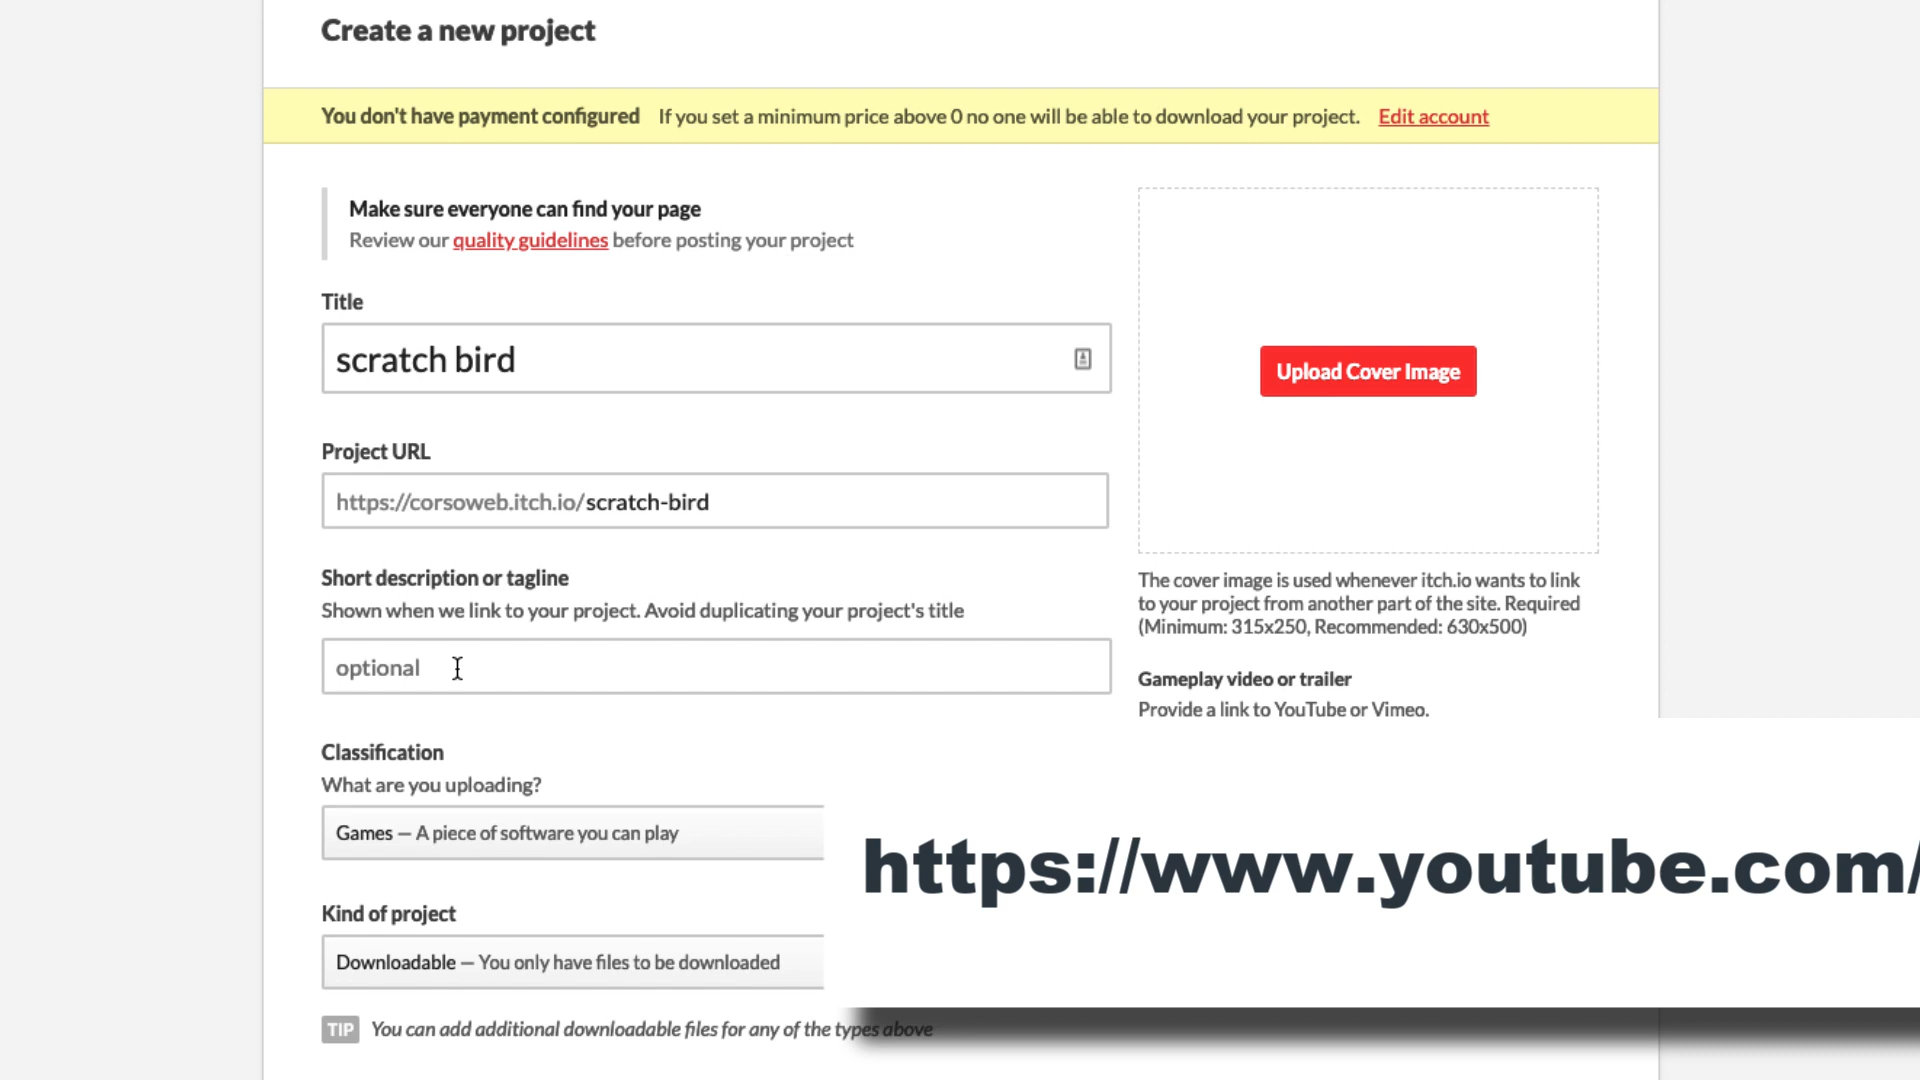 Create a new project
You don't have payment configured If you set a minimum price above 0 no one will be able to download your project. Edit account
Make sure everyone can find your page
Review our quality guidelines before posting your project
Title
scratch bird
Upload Cover Image
Project URL
https://corsoweb.itch.io/scratch-bird
Short description or tagline
Shown when we link to your project. Avoid duplicating your project's title
optional
The cover image is used whenever itch.io wants to link
to your project from another part of the site. Required
(Minimum: 315x250, Recommended: 630x500)
Gameplay video or trailer
Provide a link to YouTube or Vimeo.
Classification
What are you uploading?
Games — A piece of software you can play
https://www.youtube.com/
Kind of project
Downloadable — You only have files to be downloaded
TIP You can add additional downloadable files for any of the types above